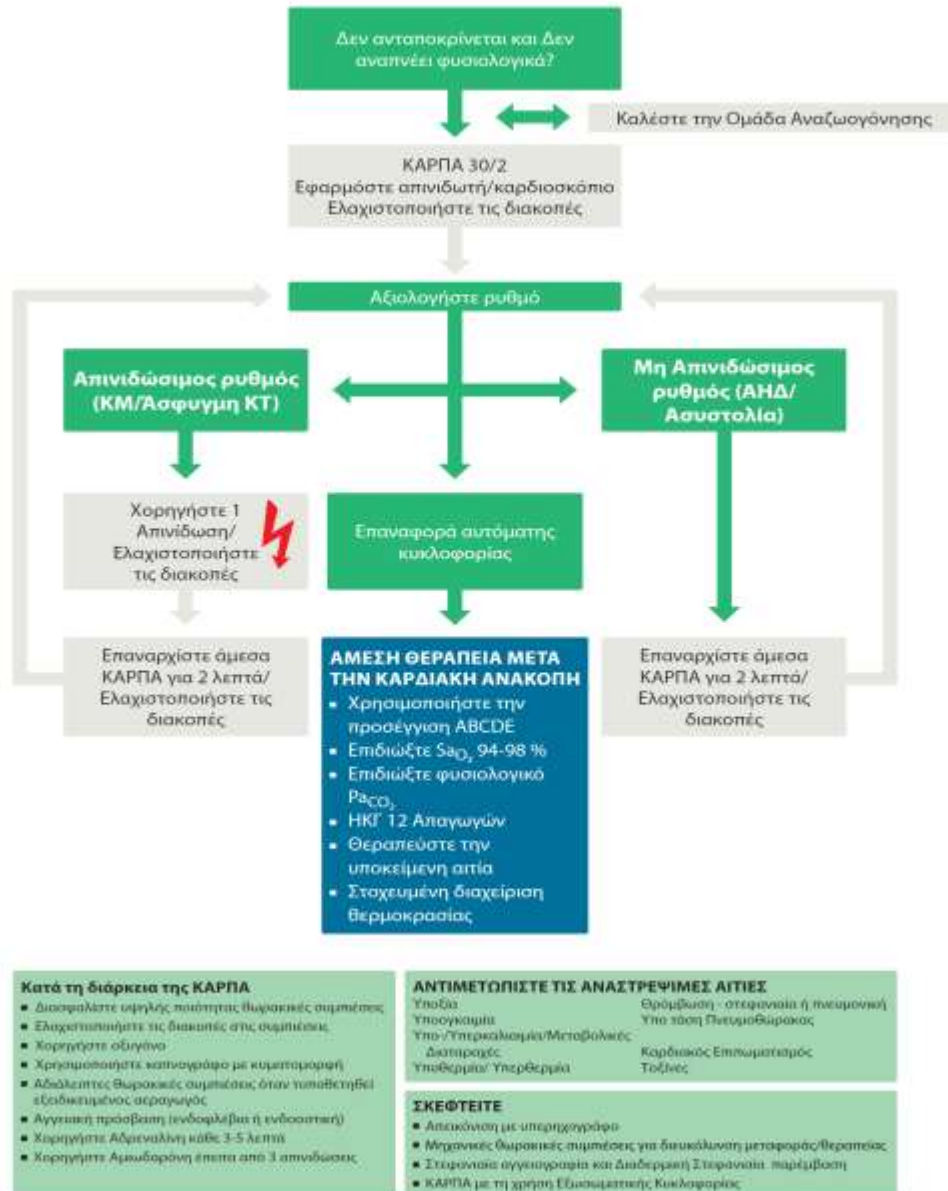 Δεν ανταποκρίνεται και Δεν
αναπνέει φυσιολογικά?
Καλέστε την Ομάδα Αναζωογόνησης
ΚΑΡΠΑ 30/2
Εφαρμόστε απινιδωτή/καρδιοσκόπιο
Ελαχιστοποιήστε τις διακοπές
Αξιολογήστε ρυθμό
Απινιδώσιμος ρυθμός
(ΚΜ/Άσφυγμη ΚΤ)
Μη Απινιδώσιμος
ρυθμός (ΑΗΔ/
Ασυστολία)
Χορηγήστε 1
Απινίδωση/
Ελαχιστοποιήστε
τις διακοπές
Επαναφορά αυτόματης
κυκλοφορίας
Επαναρχίστε άμεσα
ΚΑΡΠΑ για 2 λεπτά/
Ελαχιστοποιήστε τις
διακοπές
ΑΜΕΣΗ ΘΕΡΑΠΕΙΑ ΜΕΤΑ
ΤΗΝ ΚΑΡΔΙΑΚΗ ΑΝΑΚΟΠΗ
▪ Χρησιμοποιήστε την
προσέγγιση ABCDE
▪ Επιδιώξτε SaO₂ 94-98 %
▪ Επιδιώξτε φυσιολογικό
PaCO₂
▪ ΗΚΓ 12 Απαγωγών
▪ Θεραπεύστε την
υποκείμενη αιτία
▪ Στοχευμένη διαχείριση
θερμοκρασίας
Επαναρχίστε άμεσα
ΚΑΡΠΑ για 2 λεπτά/
Ελαχιστοποιήστε τις
διακοπές
Κατά τη διάρκεια της ΚΑΡΠΑ
▪ Διασφαλίστε υψηλής ποιότητας θωρακικές συμπιέσεις
▪ Ελαχιστοποιήστε τις διακοπές στις συμπιέσεις
▪ Χορηγήστε οξυγόνο
▪ Χρησιμοποιήστε καπνογράφο με κυματομορφή
▪ Αδιάλειπτες θωρακικές συμπιέσεις όταν τοποθετηθεί
εξειδικευμένος αεραγωγός
▪ Αγγειακή πρόσβαση (ενδοφλέβια ή ενδοοστική)
▪ Χορηγήστε Αδρεναλίνη κάθε 3-5 λεπτά
▪ Χορηγήστε Αμιωδαρόνη έπειτα από 3 απινιδώσεις
ΑΝΤΙΜΕΤΩΠΙΣΤΕ ΤΙΣ ΑΝΑΣΤΡΕΨΙΜΕΣ ΑΙΤΙΕΣ
Υποξία Θρόμβωση - στεφανιαία ή πνευμονική
Υποογκαιμία Υπο τάση Πνευμοθώρακας
Υπο-/Υπερκαλιαιμία/Μεταβολικές
Διαταραχές Καρδιακός Επιπωματισμός
Υποθερμία/ Υπερθερμία Τοξίνες
ΣΚΕΦΤΕΙΤΕ
▪ Απεικόνιση με υπερηχογράφο
▪ Μηχανικές θωρακικές συμπιέσεις για διευκόλυνση μεταφοράς/θεραπείας
▪ Στεφανιαία αγγειογραφία και Διαδερμική Στεφανιαία παρέμβαση
▪ ΚΑΡΠΑ με τη χρήση Εξωσωματικής Κυκλοφορίας